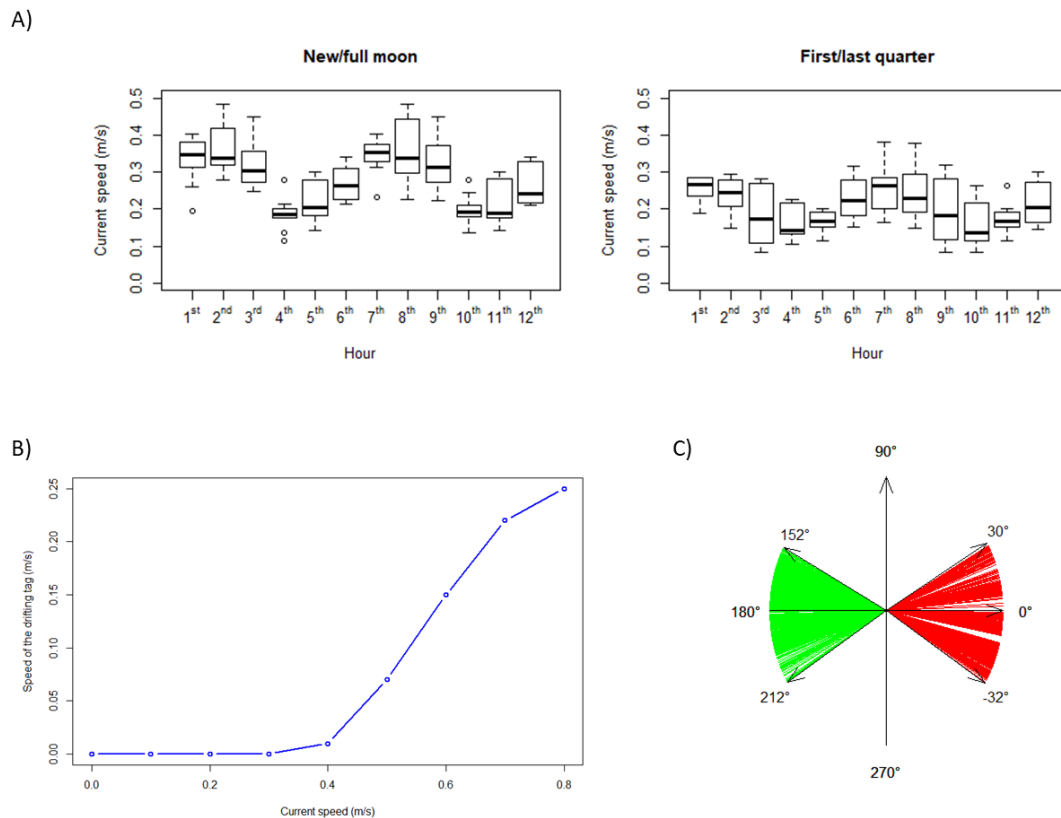 A)
New/full moon
First/last quarter
Current speed (m/s)
0.5
0.4
0.3
0.2
0.1
0.0
1st 2nd 3rd 4th 5th 6th 7th 8th 9th 10th 11th 12th
Hour
Current speed (m/s)
0.5
0.4
0.3
0.2
0.1
0.0
1st 2nd 3rd 4th 5th 6th 7th 8th 9th 10th 11th 12th
Hour
B)
Speed of the drifting tag (m/s)
0.25
0.20
0.15
0.10
0.05
0.00
0.0 0.2 0.4 0.6 0.8
Current speed (m/s)
C)
90°
152° 30°
180° 0°
212° -32°
270°